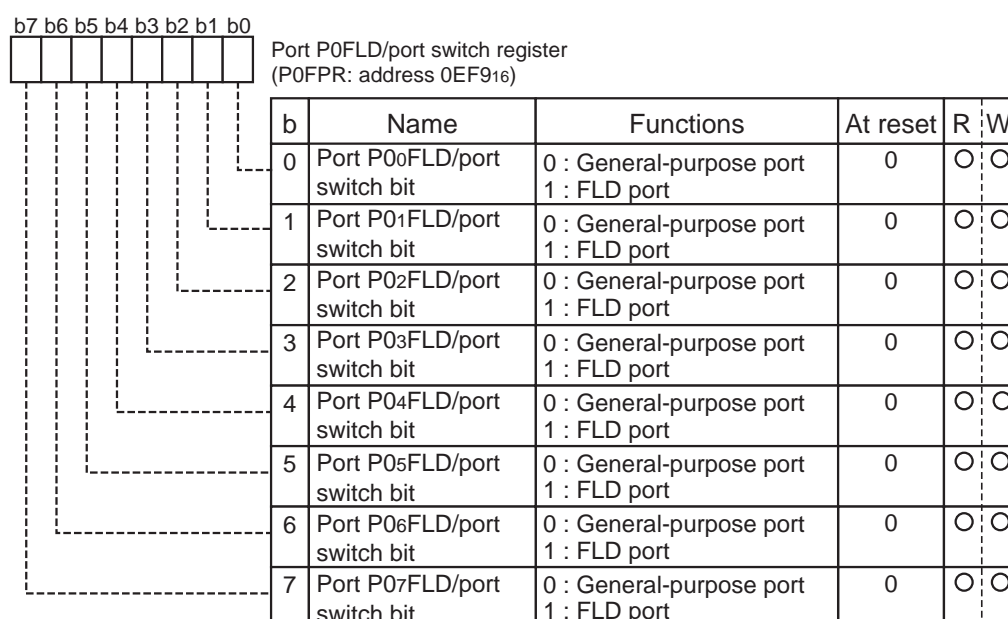 b7 b6 b5 b4 b3 b2 b1 b0
Port P0FLD/port switch register
(P0FPR: address 0EF916)
b Name Functions At reset R W
0 Port P00FLD/port switch bit 0 : General-purpose port 0
1 : FLD port
1 Port P01FLD/port switch bit 0 : General-purpose port 0
1 : FLD port
2 Port P02FLD/port switch bit 0 : General-purpose port 0
1 : FLD port
3 Port P03FLD/port switch bit 0 : General-purpose port 0
1 : FLD port
4 Port P04FLD/port switch bit 0 : General-purpose port 0
1 : FLD port
5 Port P05FLD/port switch bit 0 : General-purpose port 0
1 : FLD port
6 Port P06FLD/port switch bit 0 : General-purpose port 0
1 : FLD port
7 Port P07FLD/port switch bit 0 : General-purpose port 0
1 : FLD port